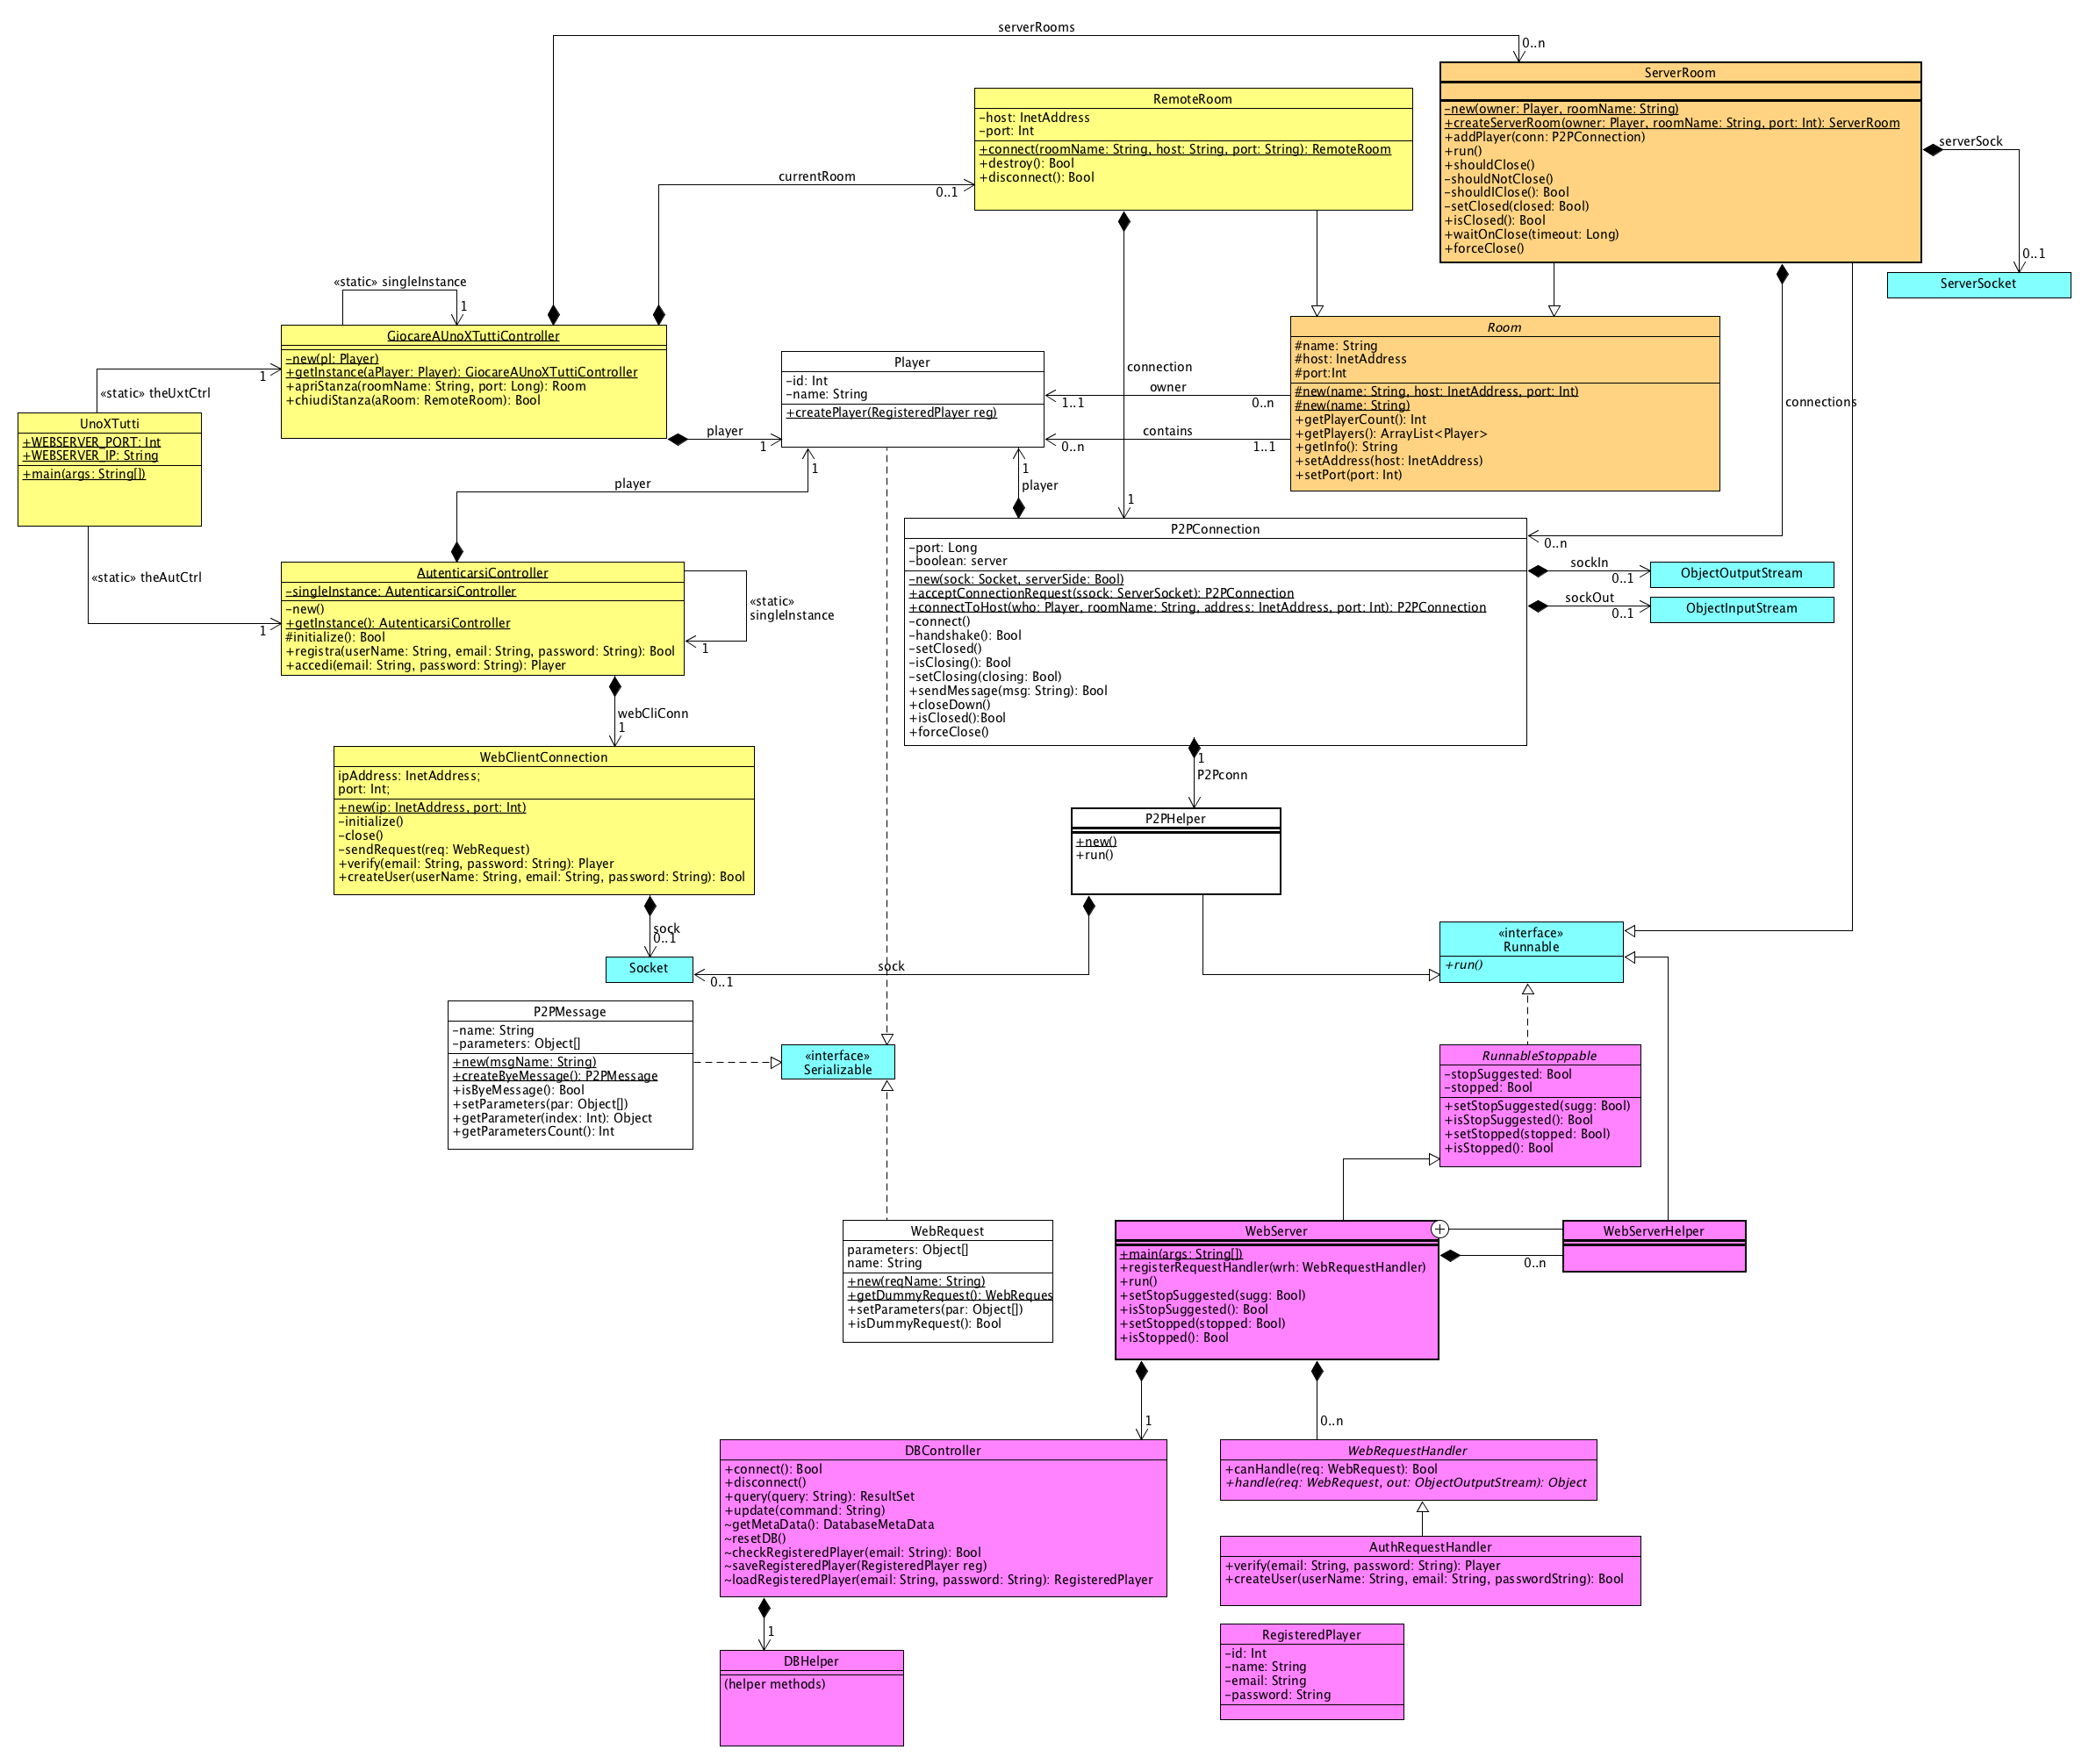 serverRooms
0..n
ServerRoom
-new(owner: Player, roomName: String)
+createServerRoom(owner: Player, roomName: String, port: Int): ServerRoom
+addPlayer(conn: P2PConnection)
+run()
+shouldClose()
-shouldNotClose()
-shouldIClose(): Bool
-setClosed(closed: Bool)
+isClosed(): Bool
+waitOnClose(timeout: Long)
+forceClose()
serverSock
0..1
ServerSocket
RemoteRoom
-host: InetAddress
-port: Int
+connect(roomName: String, host: String, port: String): RemoteRoom
+destroy(): Bool
+disconnect(): Bool
currentRoom
0..1
«static» singleInstance
1
GiocareAUnoXTuttiController
-new(pl: Player)
+getInstance(aPlayer: Player): GiocareAUnoXTuttiController
+apriStanza(roomName: String, port: Long): Room
+chiudiStanza(aRoom: RemoteRoom): Bool
1
«static» theUxtCtrl
UnoXTutti
+WEBSERVER_PORT: Int
+WEBSERVER_IP: String
+main(args: String[])
«static» theAutCtrl
1
player
1
Player
-id: Int
-name: String
+createPlayer(RegisteredPlayer reg)
connection
1
owner
1..1
0..n
contains
0..n
1..1
Room
#name: String
#host: InetAddress
#port:Int
#new(name: String, host: InetAddress, port: Int)
#new(name: String)
+getPlayerCount(): Int
+getPlayers(): ArrayList<Player>
+getInfo(): String
+setAddress(host: InetAddress)
+setPort(port: Int)
connections
0..n
player
1
1
player
AutenticarsiController
-singleInstance: AutenticarsiController
-new()
+getInstance(): AutenticarsiController
#initialize(): Bool
+registra(userName: String, email: String, password: String): Bool
+accedi(email: String, password: String): Player
«static»
singleInstance
1
webCliConn
1
P2PConnection
-port: Long
-boolean: server
-new(sock: Socket, serverSide: Bool)
+acceptConnectionRequest(ssock: ServerSocket): P2PConnection
+connectToHost(who: Player, roomName: String, address: InetAddress, port: Int): P2PConnection
-connect()
-handshake(): Bool
-setClosed()
-isClosing(): Bool
-setClosing(closing: Bool)
+sendMessage(msg: String): Bool
+closeDown()
+isClosed():Bool
+forceClose()
sockIn
0..1
ObjectOutputStream
sockOut
0..1
ObjectInputStream
WebClientConnection
ipAddress: InetAddress;
port: Int;
+new(ip: InetAddress, port: Int)
-initialize()
-close()
-sendRequest(req: WebRequest)
+verify(email: String, password: String): Player
+createUser(userName: String, email: String, password: String): Bool
1
P2Pconn
P2PHelper
+new()
+run()
sock
0..1
Socket
sock
0..1
«interface»
Runnable
+run()
P2PMessage
-name: String
-parameters: Object[]
+new(msgName: String)
+createByeMessage(): P2PMessage
+isByeMessage(): Bool
+setParameters(par: Object[])
+getParameter(index: Int): Object
+getParametersCount(): Int
«interface»
Serializable
RunnableStoppable
-stopSuggested: Bool
-stopped: Bool
+setStopSuggested(sugg: Bool)
+isStopSuggested(): Bool
+setStopped(stopped: Bool)
+isStopped(): Bool
WebRequest
parameters: Object[]
name: String
+new(reqName: String)
+getDummyRequest(): WebReques
+setParameters(par: Object[])
+isDummyRequest(): Bool
WebServer
+main(args: String[])
+registerRequestHandler(wrh: WebRequestHandler)
+run()
+setStopSuggested(sugg: Bool)
+isStopSuggested(): Bool
+setStopped(stopped: Bool)
+isStopped(): Bool
WebServerHelper
0..n
1
0..n
DBController
+connect(): Bool
+disconnect()
+query(query: String): ResultSet
+update(command: String)
~getMetaData(): DatabaseMetaData
~resetDB()
~checkRegisteredPlayer(email: String): Bool
~saveRegisteredPlayer(RegisteredPlayer reg)
~loadRegisteredPlayer(email: String, password: String): RegisteredPlayer
WebRequestHandler
+canHandle(req: WebRequest): Bool
+handle(req: WebRequest, out: ObjectOutputStream): Object
AuthRequestHandler
+verify(email: String, password: String): Player
+createUser(userName: String, email: String, passwordString): Bool
1
DBHelper
(helper methods)
RegisteredPlayer
-id: Int
-name: String
-email: String
-password: String